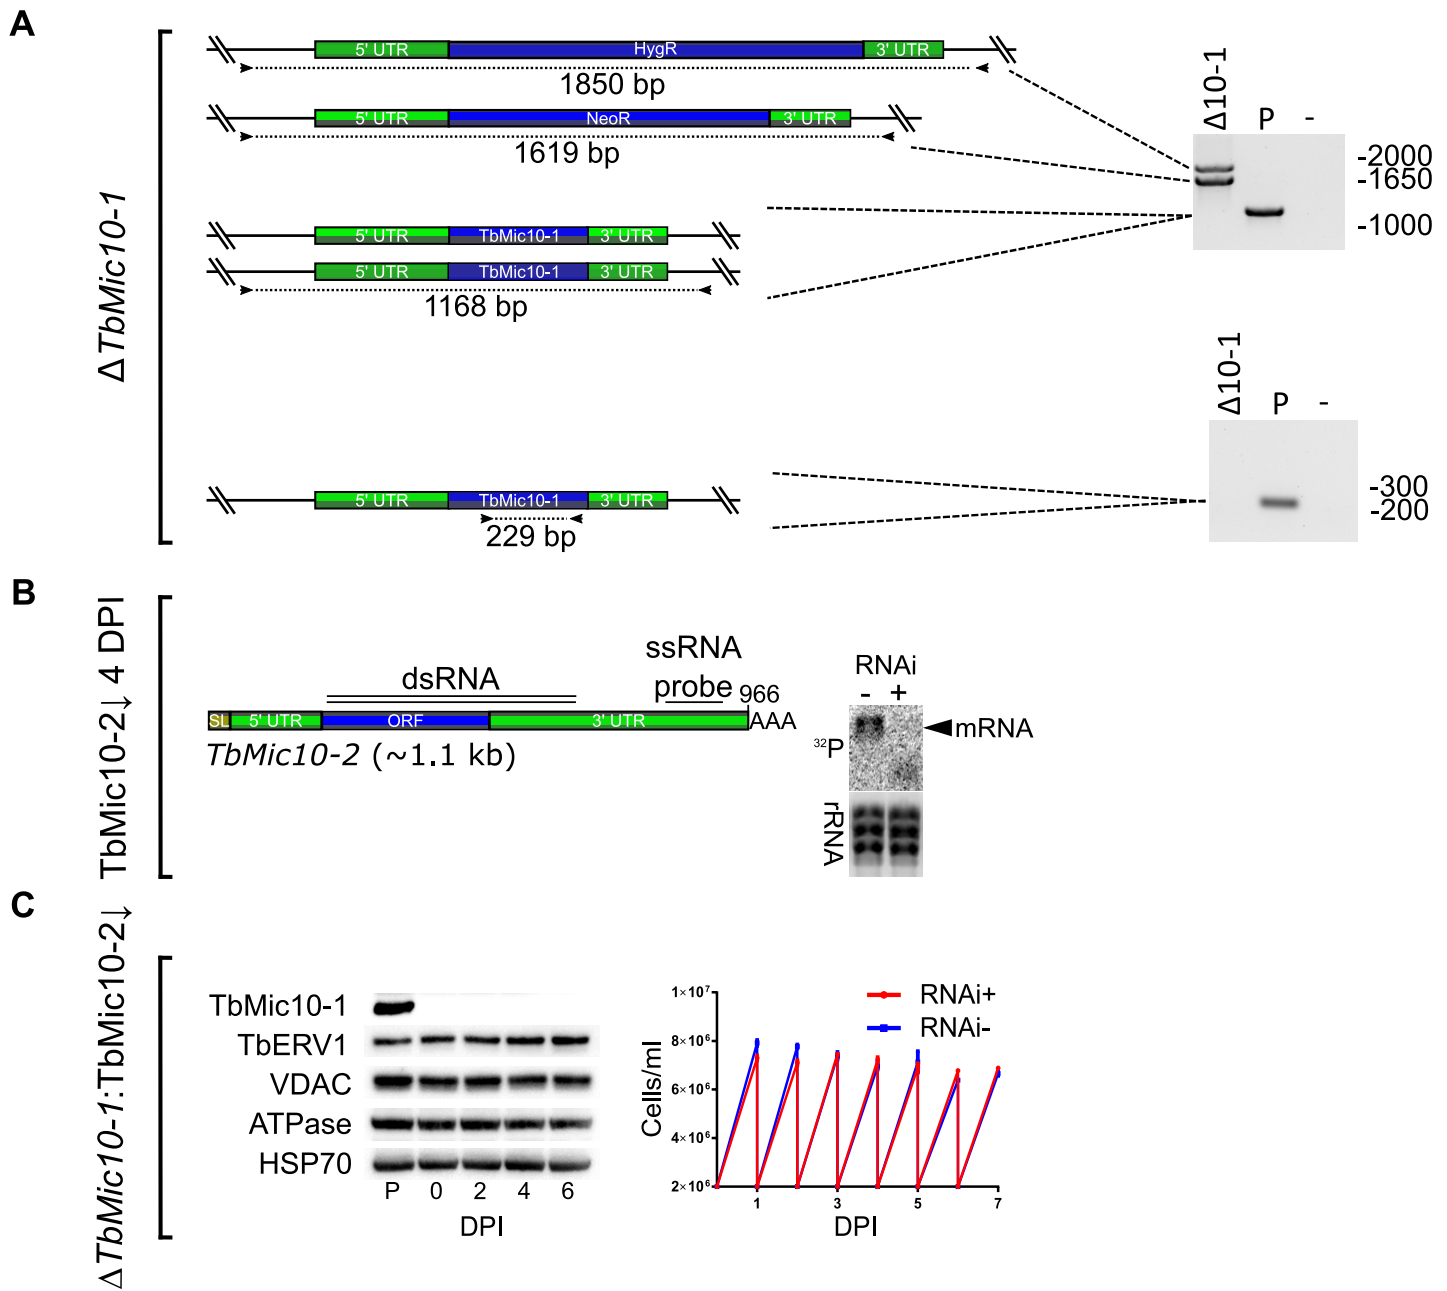 A
ΔTbMic10-1
5' UTR HygR 3' UTR
1850 bp
5' UTR NeoR 3' UTR
1619 bp
5' UTR TbMic10-1 3' UTR
5' UTR TbMic10-1 3' UTR
1168 bp
Δ10-1 P -
-2000
-1650
-1000
5' UTR TbMic10-1 3' UTR
229 bp
Δ10-1 P -
-300
-200
B
TbMic10-2↓ 4 DPI
dsRNA
ssRNA
probe
966
SL 5' UTR ORF 3' UTR AAA
TbMic10-2 (~1.1 kb)
RNAi
- +
32P
mRNA
rRNA
C
ΔTbMic10-1:TbMic10-2↓
TbMic10-1
TbERV1
VDAC
ATPase
HSP70
P 0 2 4 6
DPI
RNAi+
RNAi-
Cells/ml
1×10⁷
8×10⁶
6×10⁶
4×10⁶
2×10⁶
1 3 5 7
DPI